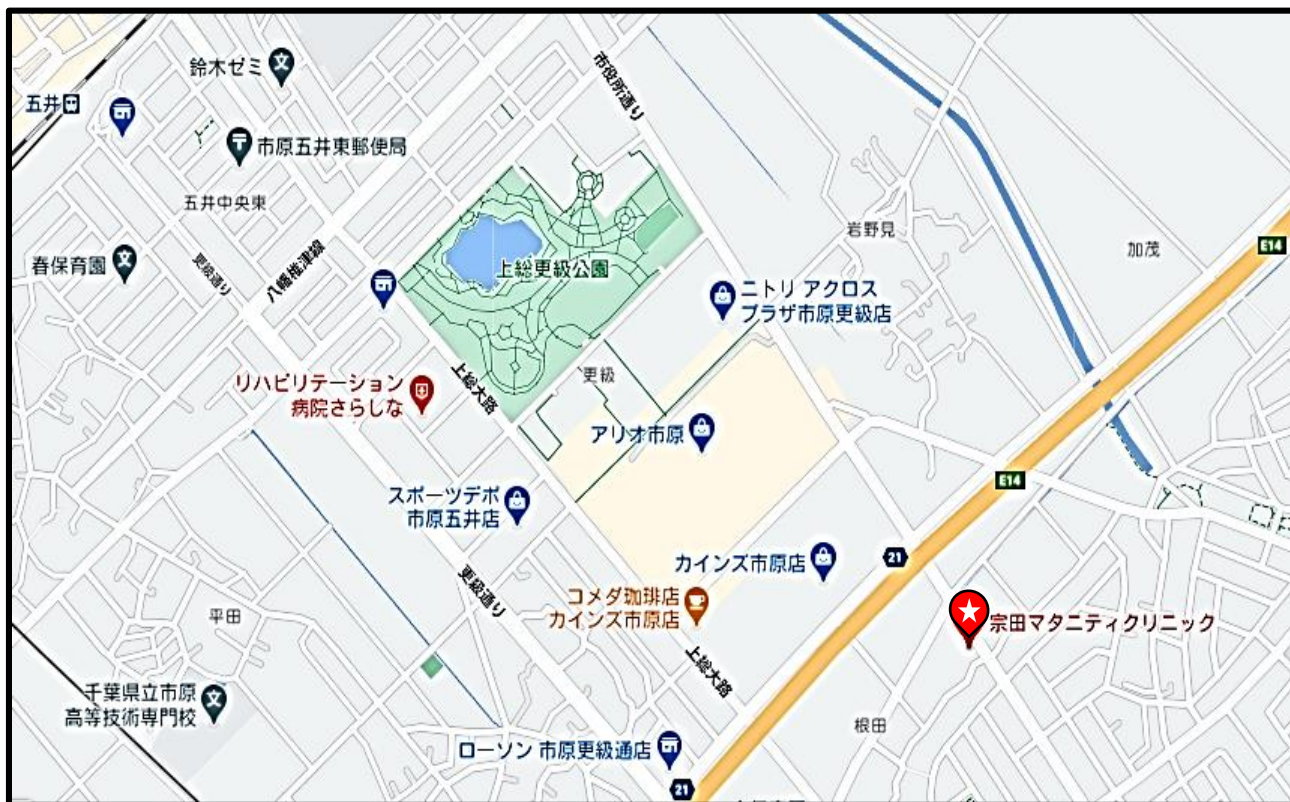 鈴木ゼミ
五井
市原五井東郵便局
五井中央東
市役所通り
春保育園
更級通り
八幡椎津線
上総更級公園
岩野見
加茂
E14
ニトリ アクロス
プラザ市原更級店
リハビリテーション
病院さらしな
上総大路
更級
アリオ市原
E14
スポーツデポ
市原五井店
21
カインズ市原店
更級通り
コメダ珈琲店
カインズ市原店
宗田マタニティクリニック
平田
上総大路
千葉県立市原
高等技術専門校
根田
ローソン 市原更級通店
21